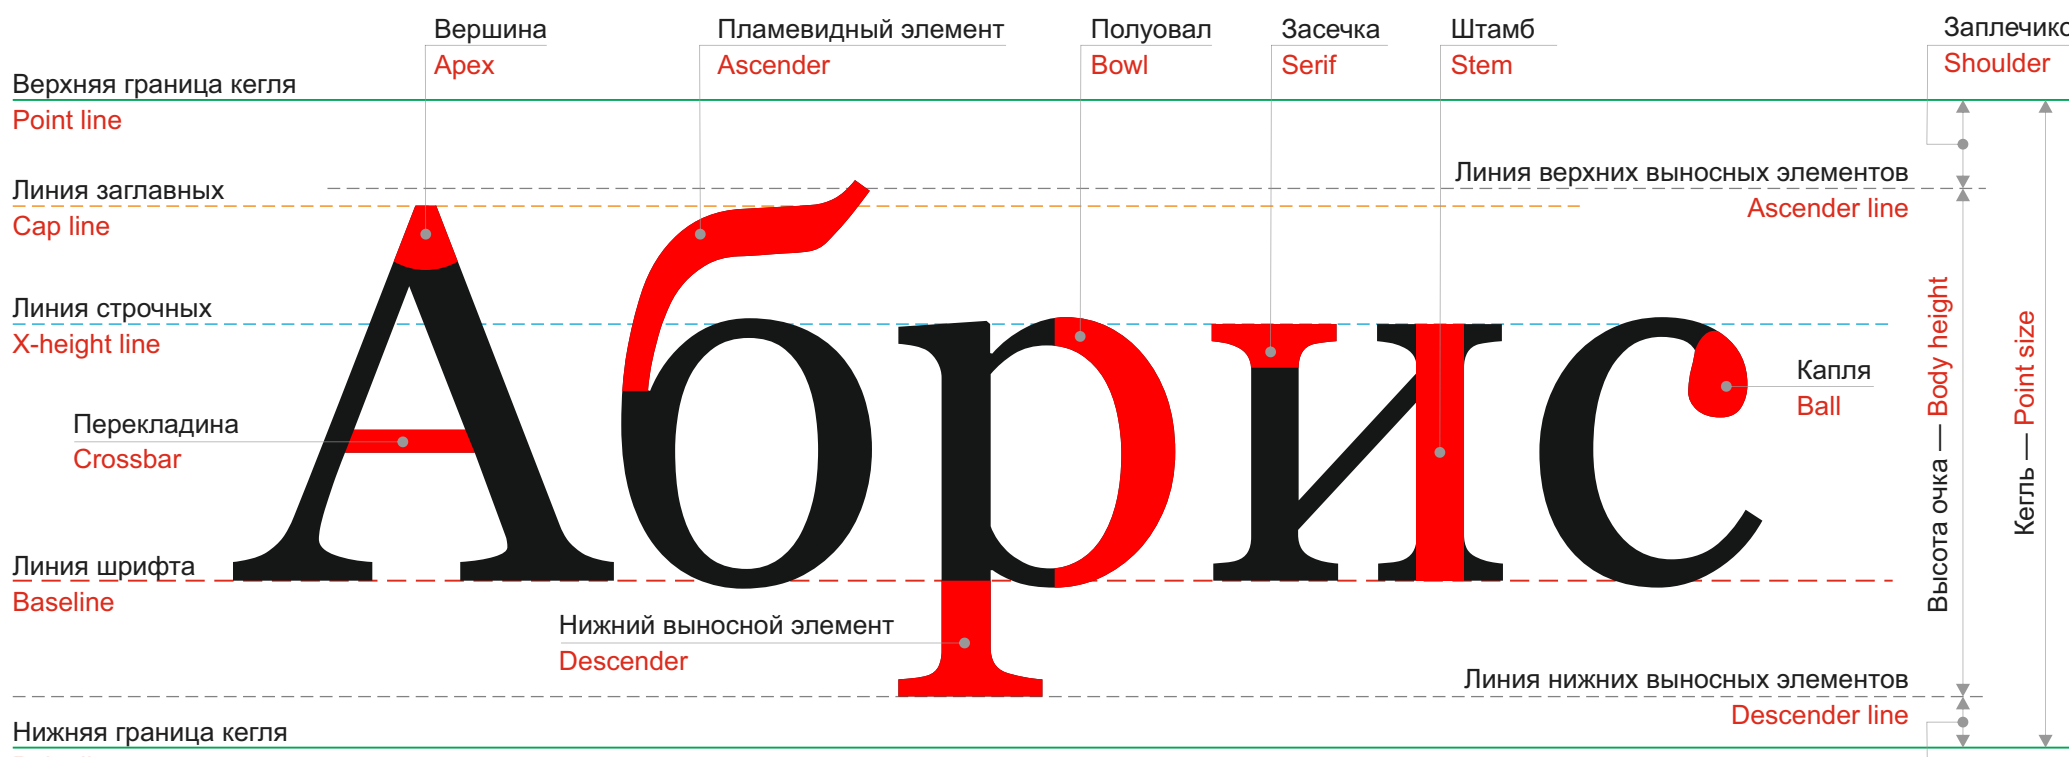 Вершина
Apex
Пламевидный элемент
Ascender
Полуовал
Bowl
Засечка
Serif
Штамб
Stem
Заплечико
Shoulder
Верхняя граница кегля
Point line
Линия верхних выносных элементов
Ascender line
Линия заглавных
Cap line
Линия строчных
X-height line
Абрис
Капля
Ball
Перекладина
Crossbar
Высота очка — Body height
Кегль — Point size
Линия шрифта
Baseline
Нижний выносной элемент
Descender
Линия нижних выносных элементов
Descender line
Нижняя граница кегля